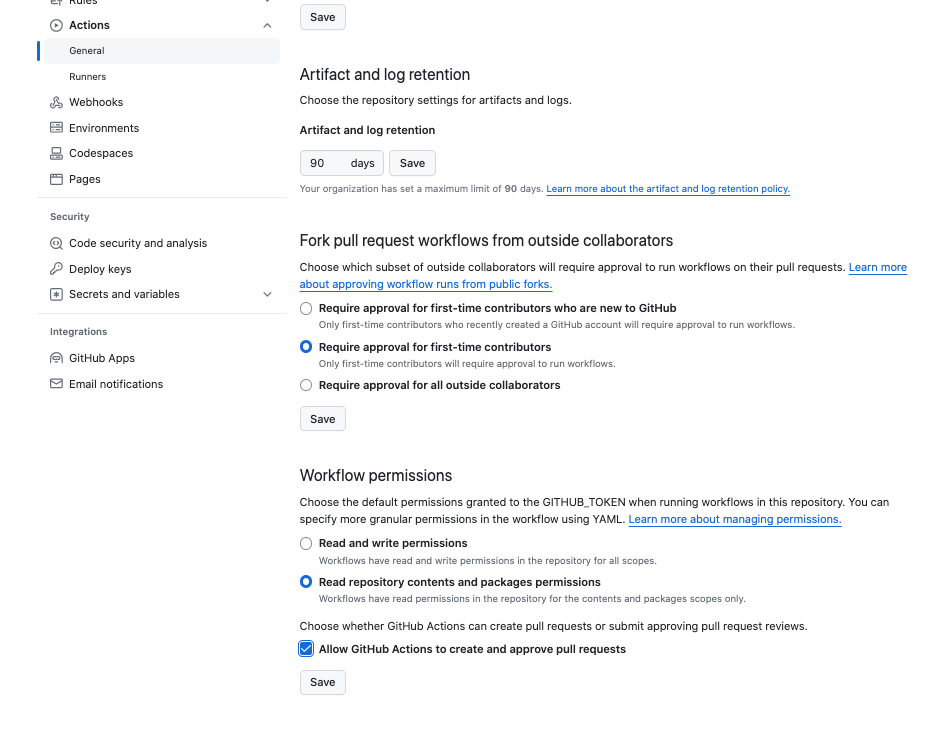 Rules
Actions
General
Runners
Webhooks
Environments
Codespaces
Pages
Security
Code security and analysis
Deploy keys
Secrets and variables
Integrations
GitHub Apps
Email notifications
Save
Artifact and log retention
Choose the repository settings for artifacts and logs.
Artifact and log retention
90 days Save
Your organization has set a maximum limit of 90 days. Learn more about the artifact and log retention policy.
Fork pull request workflows from outside collaborators
Choose which subset of outside collaborators will require approval to run workflows on their pull requests. Learn more
about approving workflow runs from public forks.
Require approval for first-time contributors who are new to GitHub
Only first-time contributors who recently created a GitHub account will require approval to run workflows.
Require approval for first-time contributors
Only first-time contributors will require approval to run workflows.
Require approval for all outside collaborators
Save
Workflow permissions
Choose the default permissions granted to the GITHUB_TOKEN when running workflows in this repository. You can
specify more granular permissions in the workflow using YAML. Learn more about managing permissions.
Read and write permissions
Workflows have read and write permissions in the repository for all scopes.
Read repository contents and packages permissions
Workflows have read permissions in the repository for the contents and packages scopes only.
Choose whether GitHub Actions can create pull requests or submit approving pull request reviews.
Allow GitHub Actions to create and approve pull requests
Save